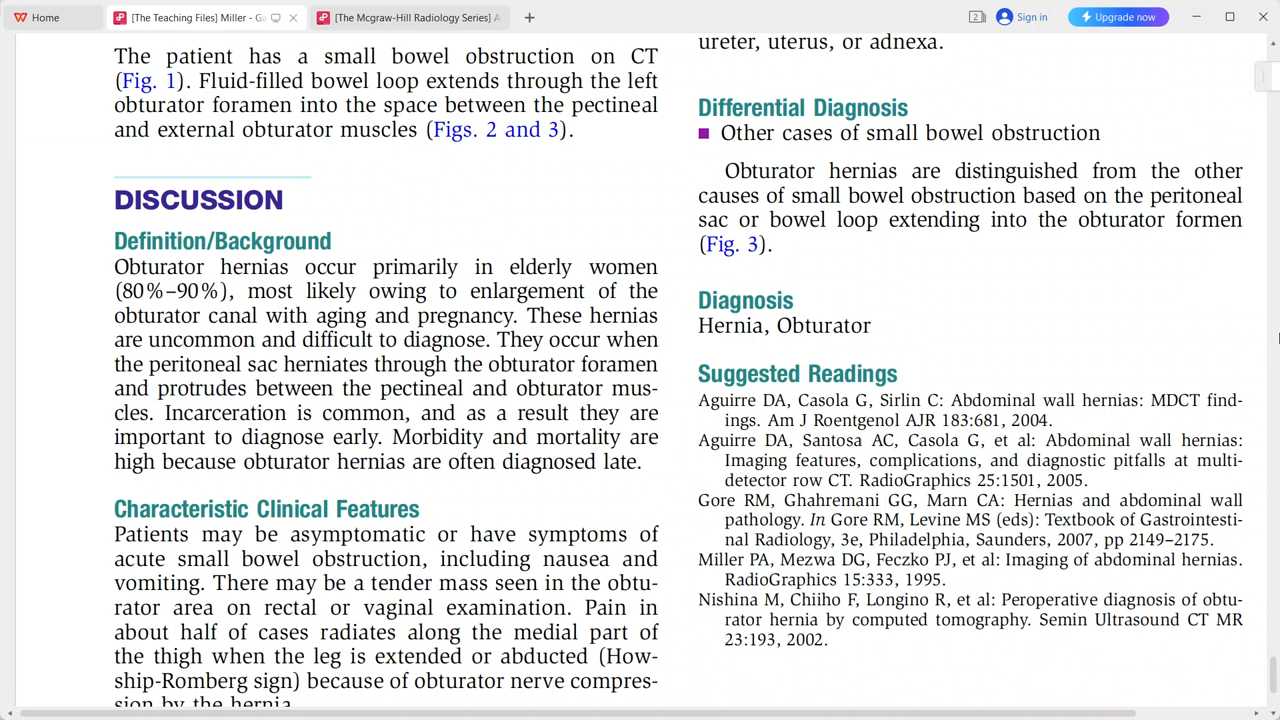 Home
[The Teaching Files] Miller - Ga
[The Mcgraw-Hill Radiology Series] A
2
Sign in
Upgrade now
The patient has a small bowel obstruction on CT
(Fig. 1). Fluid-filled bowel loop extends through the left
obturator foramen into the space between the pectineal
and external obturator muscles (Figs. 2 and 3).
DISCUSSION
Definition/Background
Obturator hernias occur primarily in elderly women
(80%–90%), most likely owing to enlargement of the
obturator canal with aging and pregnancy. These hernias
are uncommon and difficult to diagnose. They occur when
the peritoneal sac herniates through the obturator foramen
and protrudes between the pectineal and obturator mus-
cles. Incarceration is common, and as a result they are
important to diagnose early. Morbidity and mortality are
high because obturator hernias are often diagnosed late.
Characteristic Clinical Features
Patients may be asymptomatic or have symptoms of
acute small bowel obstruction, including nausea and
vomiting. There may be a tender mass seen in the obtu-
rator area on rectal or vaginal examination. Pain in
about half of cases radiates along the medial part of
the thigh when the leg is extended or abducted (How-
ship-Romberg sign) because of obturator nerve compres-
sion by the hernia.
ureter, uterus, or adnexa.
Differential Diagnosis
■ Other cases of small bowel obstruction
Obturator hernias are distinguished from the other
causes of small bowel obstruction based on the peritoneal
sac or bowel loop extending into the obturator formen
(Fig. 3).
Diagnosis
Hernia, Obturator
Suggested Readings
Aguirre DA, Casola G, Sirlin C: Abdominal wall hernias: MDCT find-
ings. Am J Roentgenol AJR 183:681, 2004.
Aguirre DA, Santosa AC, Casola G, et al: Abdominal wall hernias:
Imaging features, complications, and diagnostic pitfalls at multi-
detector row CT. RadioGraphics 25:1501, 2005.
Gore RM, Ghahremani GG, Marn CA: Hernias and abdominal wall
pathology. In Gore RM, Levine MS (eds): Textbook of Gastrointesti-
nal Radiology, 3e, Philadelphia, Saunders, 2007, pp 2149–2175.
Miller PA, Mezwa DG, Feczko PJ, et al: Imaging of abdominal hernias.
RadioGraphics 15:333, 1995.
Nishina M, Chiiho F, Longino R, et al: Peroperative diagnosis of obtu-
rator hernia by computed tomography. Semin Ultrasound CT MR
23:193, 2002.